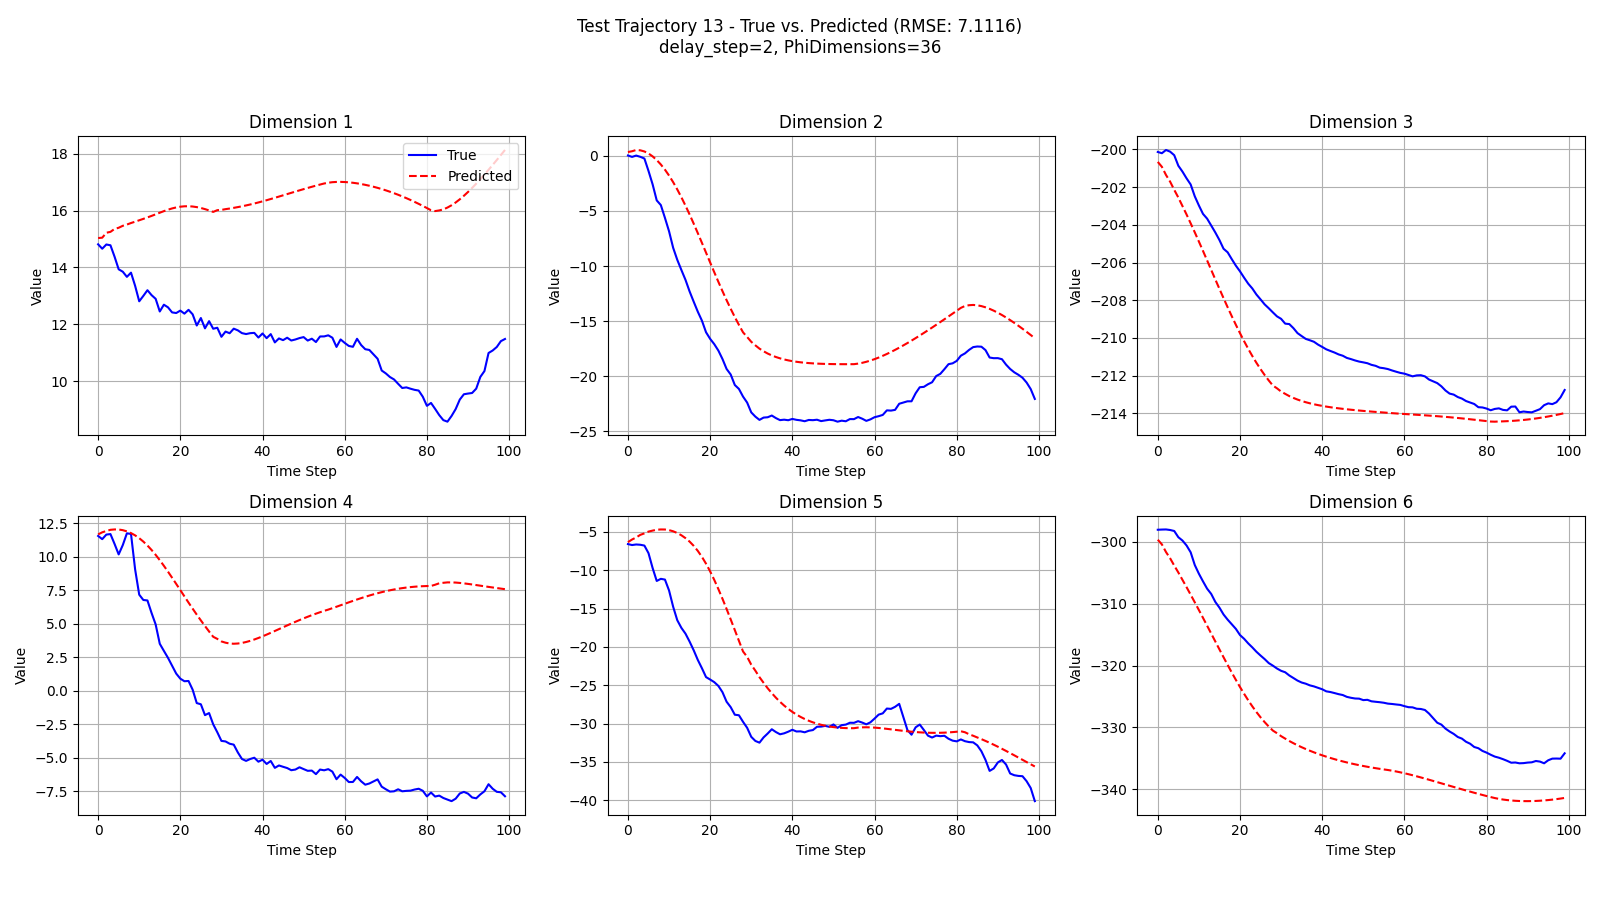 Test Trajectory 13 - True vs. Predicted (RMSE: 7.1116)
delay_step=2, PhiDimensions=36
Dimension 1
18
16
14
12
10
Value
True
Predicted
0 20 40 60 80 100
Time Step
Dimension 2
0
−5
−10
−15
−20
−25
Value
0 20 40 60 80 100
Time Step
Dimension 3
−200
−202
−204
−206
−208
−210
−212
−214
Value
0 20 40 60 80 100
Time Step
Dimension 4
12.5
10.0
7.5
5.0
2.5
0.0
−2.5
−5.0
−7.5
Value
0 20 40 60 80 100
Time Step
Dimension 5
−5
−10
−15
−20
−25
−30
−35
−40
Value
0 20 40 60 80 100
Time Step
Dimension 6
−300
−310
−320
−330
−340
Value
0 20 40 60 80 100
Time Step